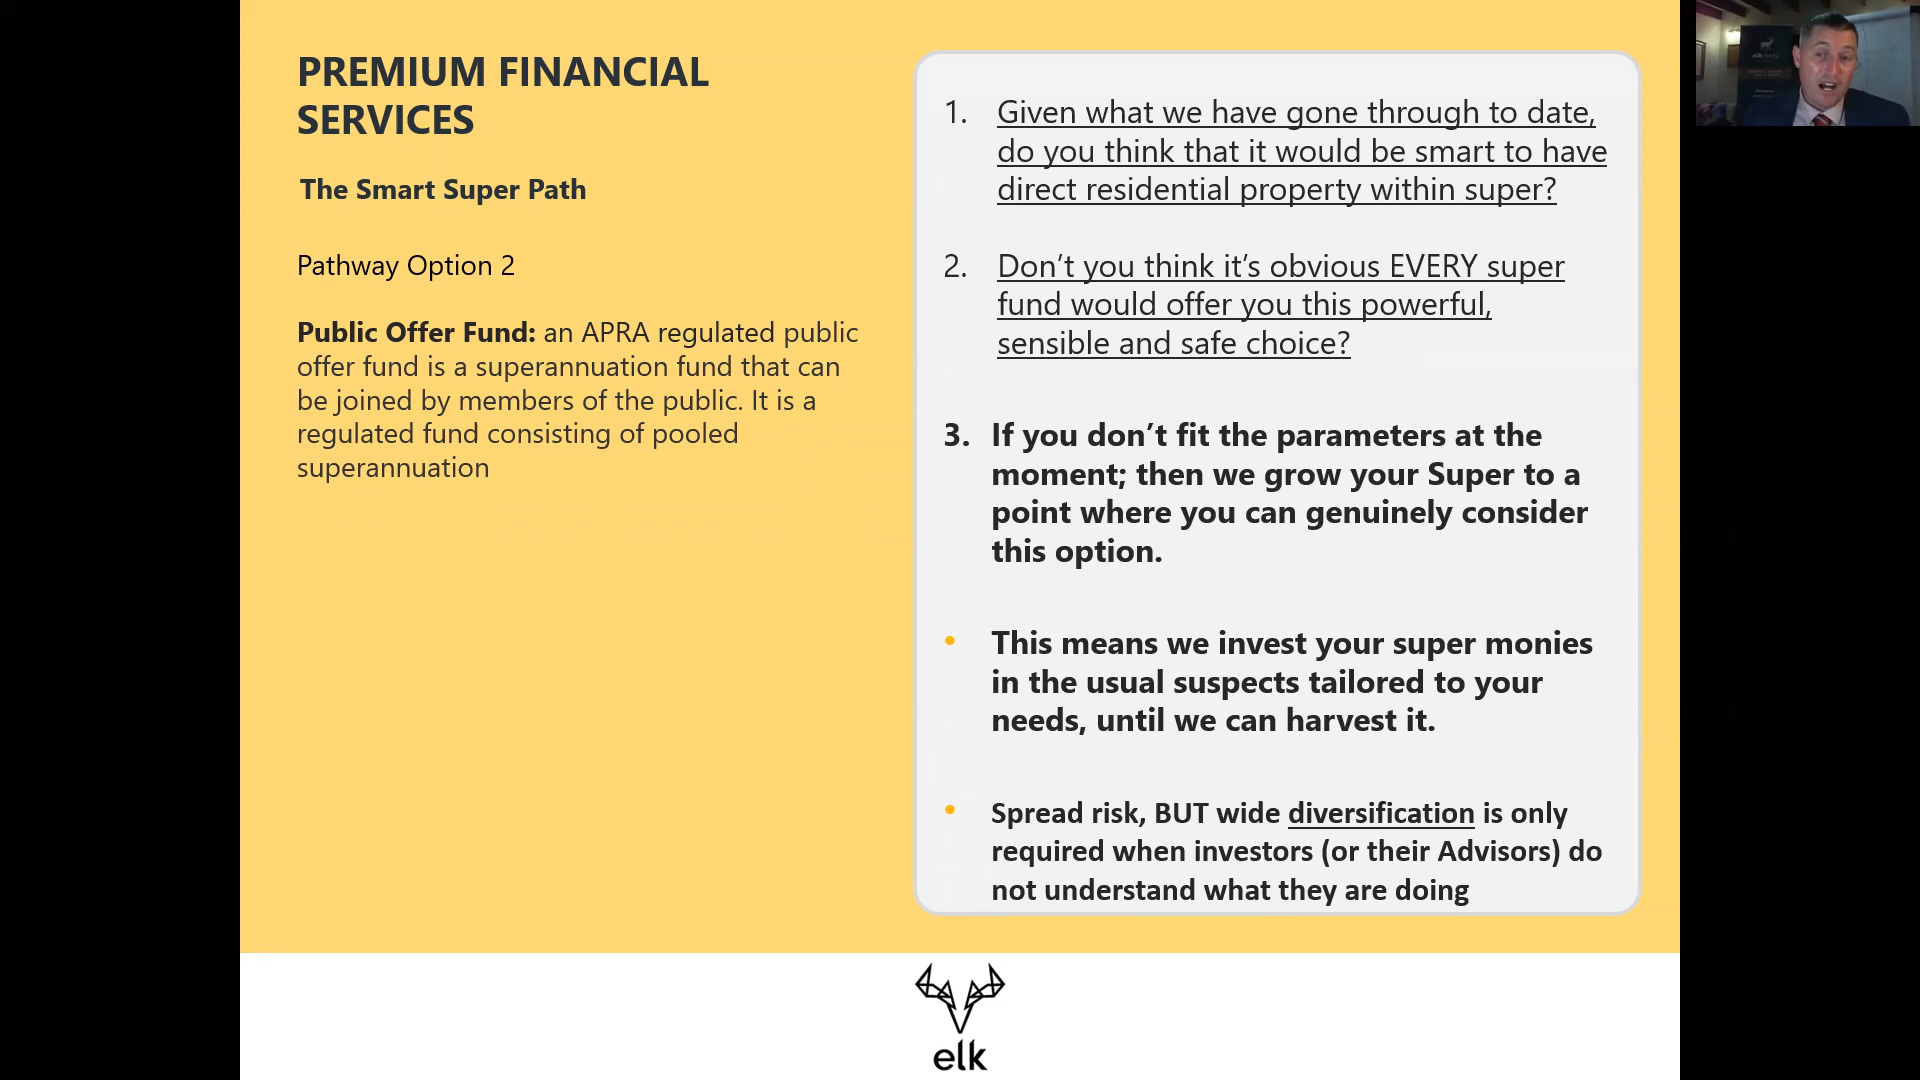 PREMIUM FINANCIAL
SERVICES
The Smart Super Path
Pathway Option 2
Public Offer Fund: an APRA regulated public
offer fund is a superannuation fund that can
be joined by members of the public. It is a
regulated fund consisting of pooled
superannuation
1. Given what we have gone through to date,
do you think that it would be smart to have
direct residential property within super?
2. Don’t you think it’s obvious EVERY super
fund would offer you this powerful,
sensible and safe choice?
3. If you don’t fit the parameters at the
moment; then we grow your Super to a
point where you can genuinely consider
this option.
• This means we invest your super monies
in the usual suspects tailored to your
needs, until we can harvest it.
• Spread risk, BUT wide diversification is only
required when investors (or their Advisors) do
not understand what they are doing
elk